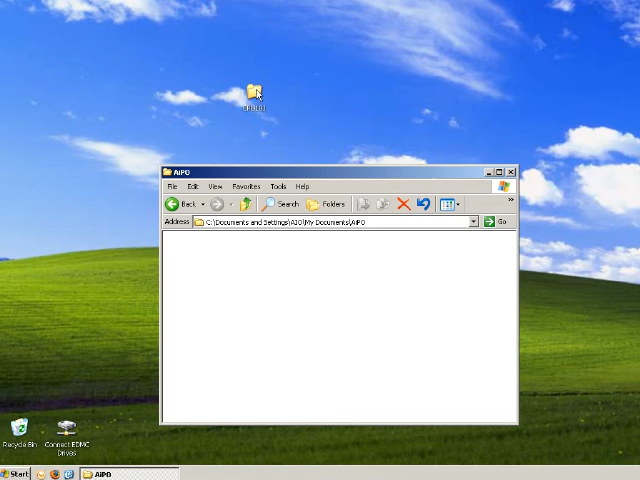 AiPO
File Edit View Favorites Tools Help
Back Search Folders
Address C:\Documents and Settings\AIO\My Documents\AiPO Go
Recycle Bin
Connect EDMC
Drives
Start AiPO